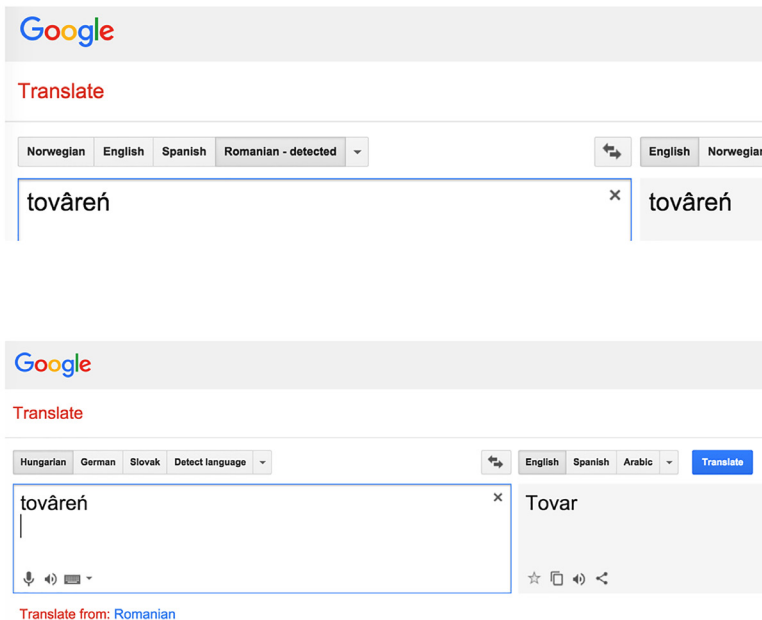 Google
Translate
Norwegian English Spanish Romanian - detected English Norwegian
tovâreń tovâreń
Google
Translate
Hungarian German Slovak Detect language English Spanish Arabic Translate
tovâreń Tovar
Translate from: Romanian